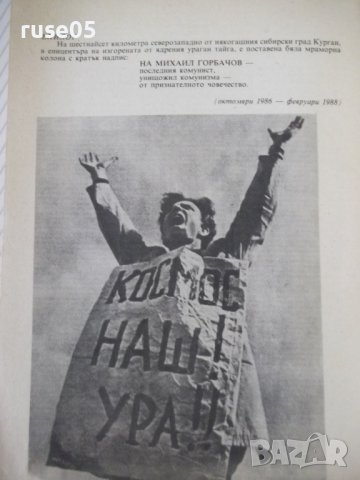 ruse05
На шестнайсет километра северозападно от някогашния сибирски град Курган,
в епицентъра на изгорената от ядрения ураган тайга, е поставена бяла мраморна
колона с кратък надпис:
НА МИХАИЛ ГОРБАЧОВ —
последния комунист,
унищожил комунизма —
от признателното човечество.
(октомври 1986 — февруари 1988)
КОСМОС
НАШ!
УРА!!
BAZAR